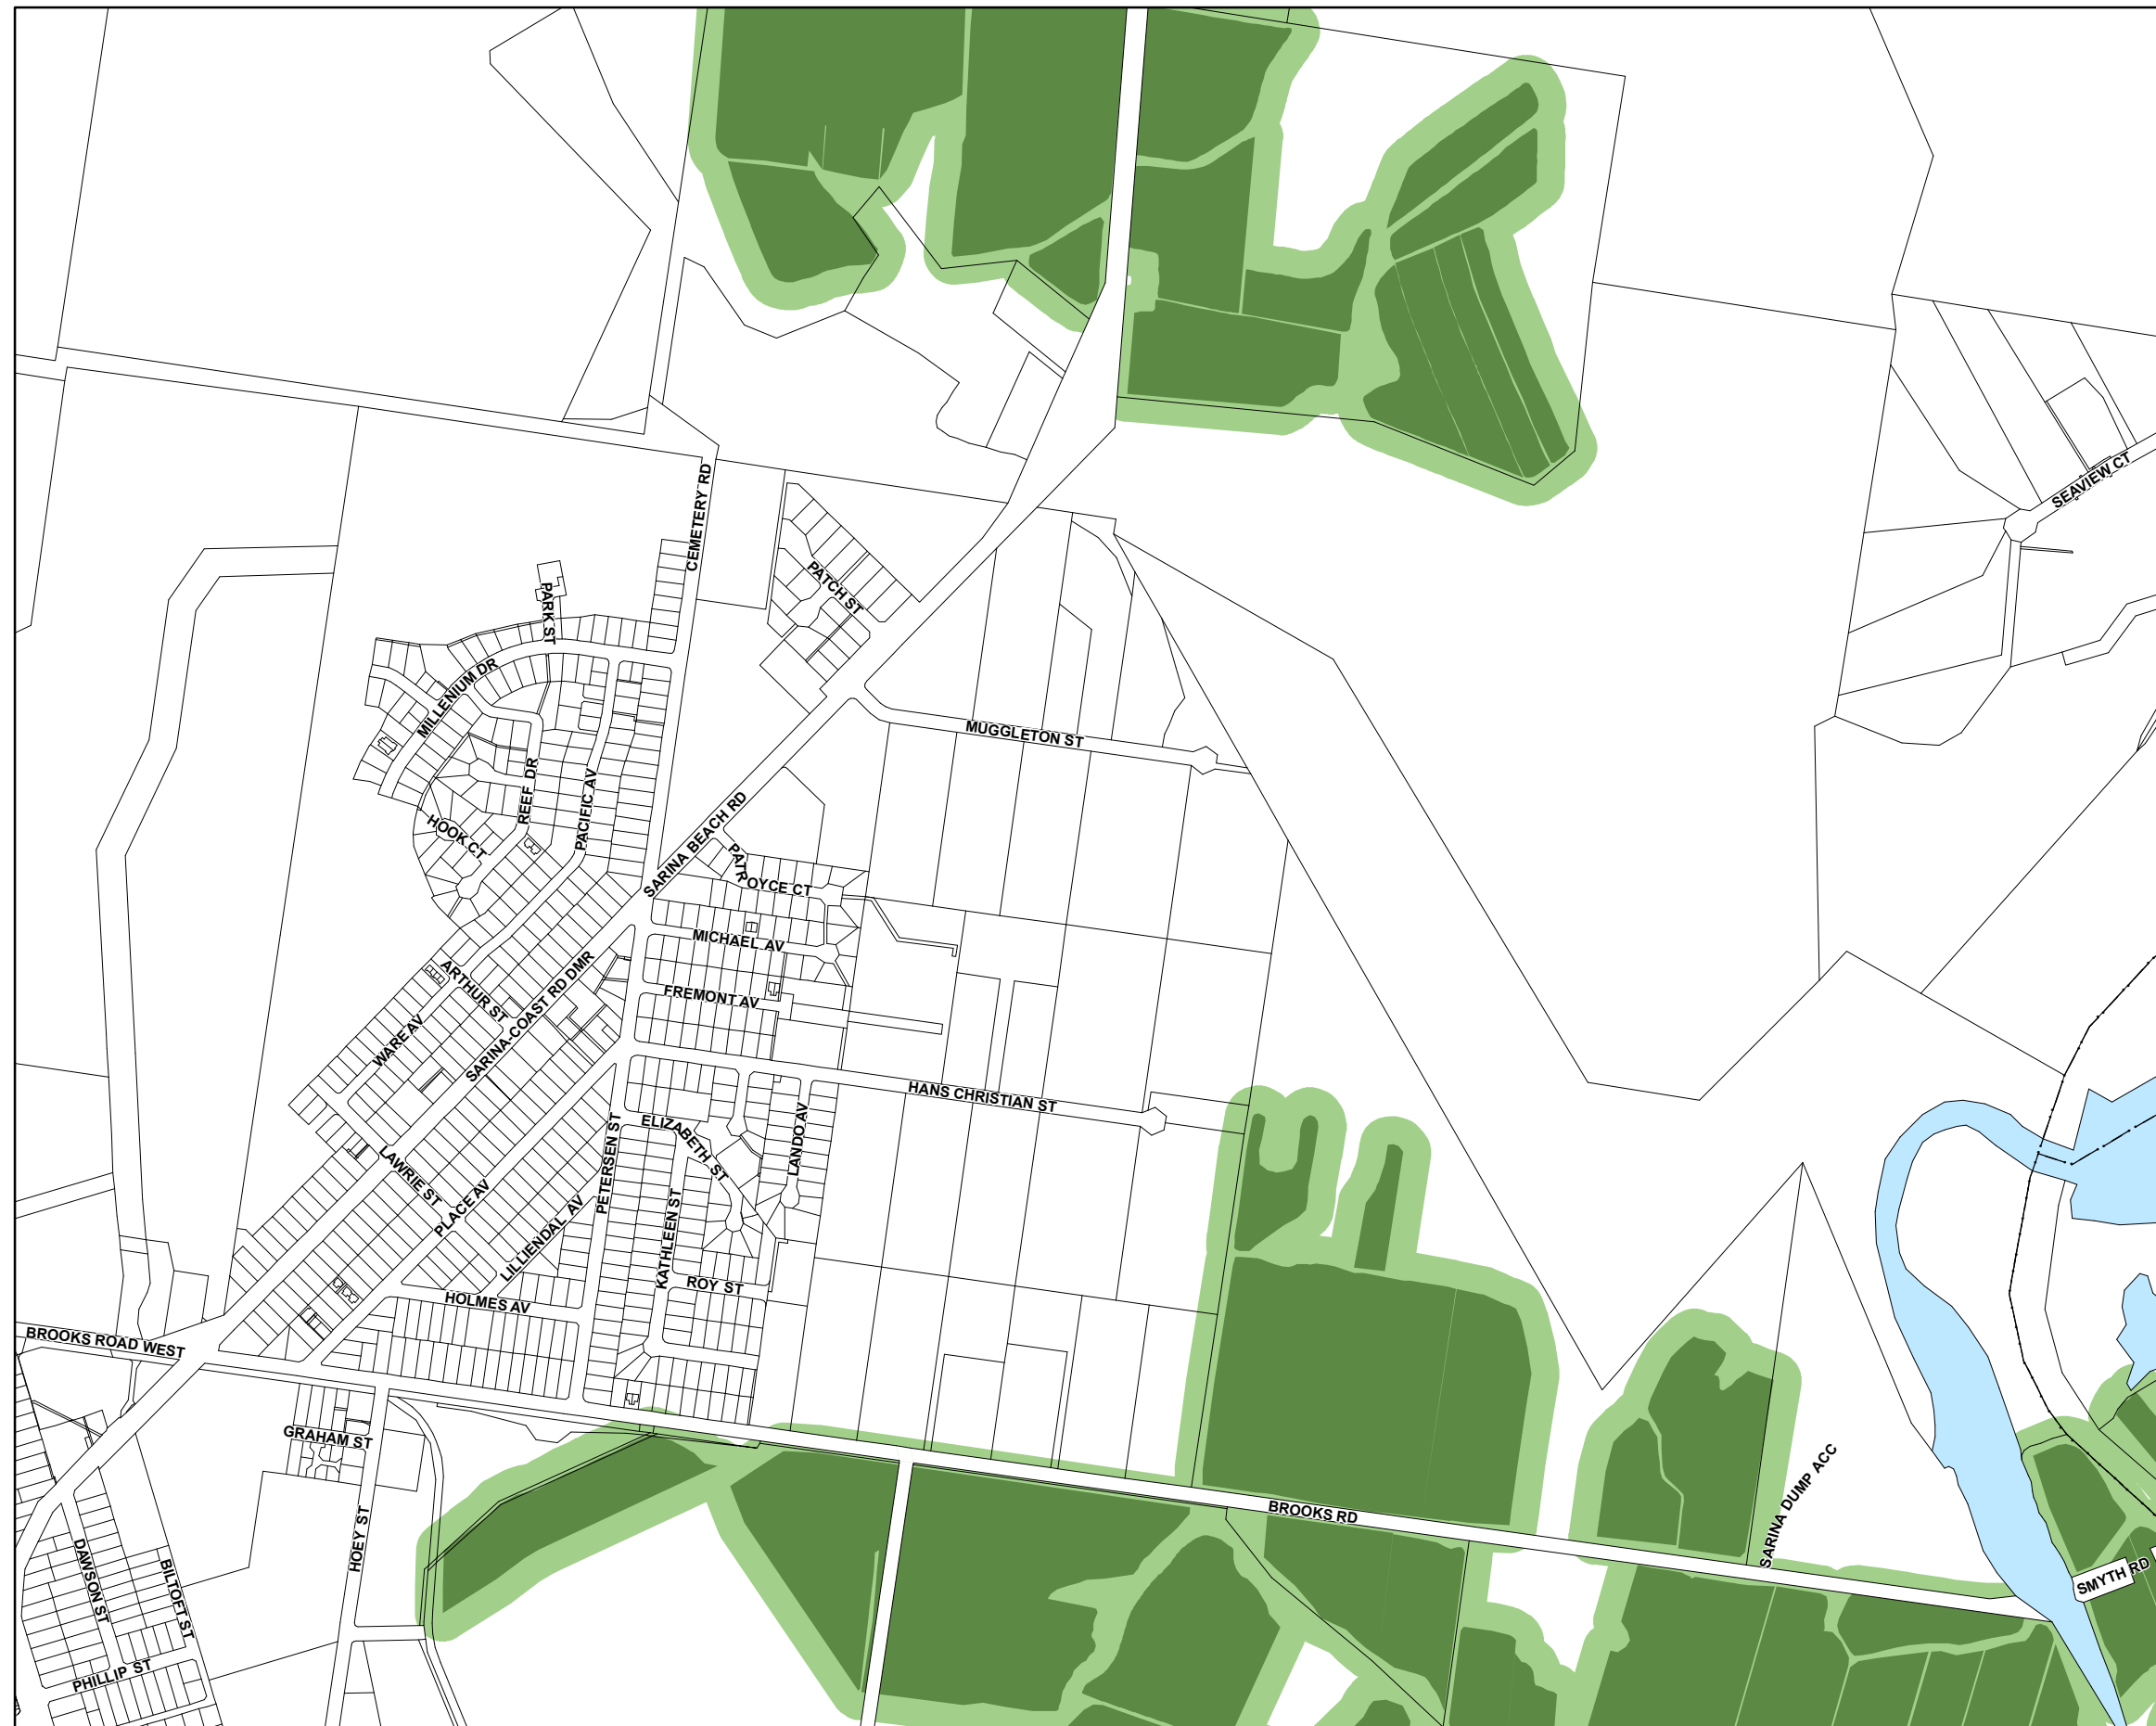 SEAVIEW CT
CEMETERY RD
PATCH ST
PARK ST
MILLENIUM DR
MUGGLETON ST
REEF DR
PACIFIC AV
HOOK CT
SARINA BEACH RD
PATR
OYCE CT
MICHAEL AV
ARTHUR ST
SARINA-COAST RD DMR
FREMONT AV
WARE AV
HANS CHRISTIAN ST
ELIZABETH ST
LANDO AV
PETERSEN ST
LAWRIE ST
PLACE AV
LILLIENDAL AV
KATHLEEN ST
ROY ST
HOLMES AV
BROOKS ROAD WEST
GRAHAM ST
HOEY ST
BROOKS RD
SARINA DUMP ACC
SMYTH RD
DAWSON ST
BILTOFT ST
PHILLIP ST